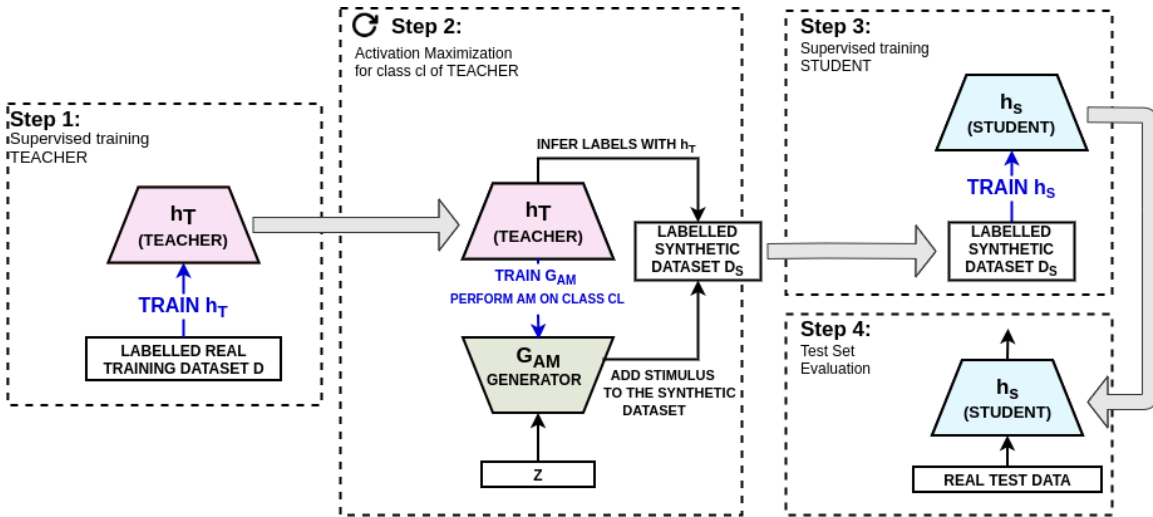 Step 1:
Supervised training
TEACHER
hT
(TEACHER)
TRAIN hT
LABELLED REAL
TRAINING DATASET D
Step 2:
Activation Maximization
for class cl of TEACHER
INFER LABELS WITH hT
hT
(TEACHER)
LABELLED
SYNTHETIC
DATASET DS
TRAIN GAM
PERFORM AM ON CLASS CL
GAM
GENERATOR
ADD STIMULUS
TO THE SYNTHETIC
DATASET
Z
Step 3:
Supervised training
STUDENT
hs
(STUDENT)
TRAIN hS
LABELLED
SYNTHETIC
DATASET DS
Step 4:
Test Set
Evaluation
hs
(STUDENT)
REAL TEST DATA